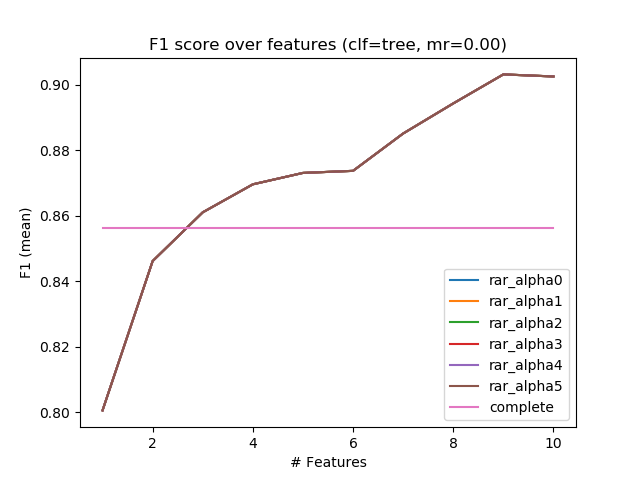 F1 score over features (clf=tree, mr=0.00)
F1 (mean)
0.90
0.88
0.86
0.84
0.82
0.80
2
4
6
8
10
# Features
rar_alpha0
rar_alpha1
rar_alpha2
rar_alpha3
rar_alpha4
rar_alpha5
complete